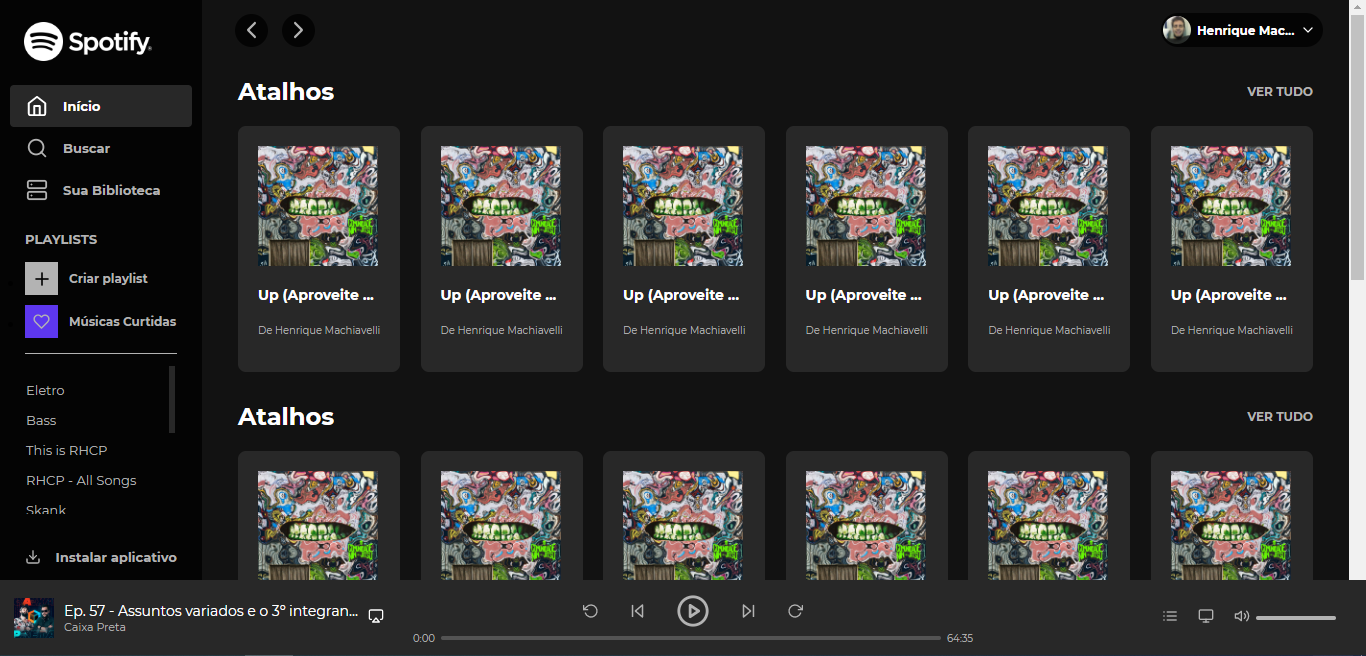 Spotify
Henrique Mac...
Início
Buscar
Sua Biblioteca
PLAYLISTS
Criar playlist
Músicas Curtidas
Eletro
Bass
This is RHCP
RHCP - All Songs
Skank
Instalar aplicativo
Atalhos
VER TUDO
Up (Aproveite ...
De Henrique Machiavelli
Up (Aproveite ...
De Henrique Machiavelli
Up (Aproveite ...
De Henrique Machiavelli
Up (Aproveite ...
De Henrique Machiavelli
Up (Aproveite ...
De Henrique Machiavelli
Up (Aproveite ...
De Henrique Machiavelli
Atalhos
VER TUDO
Ep. 57 - Assuntos variados e o 3º integran...
Caixa Preta
0:00
64:35